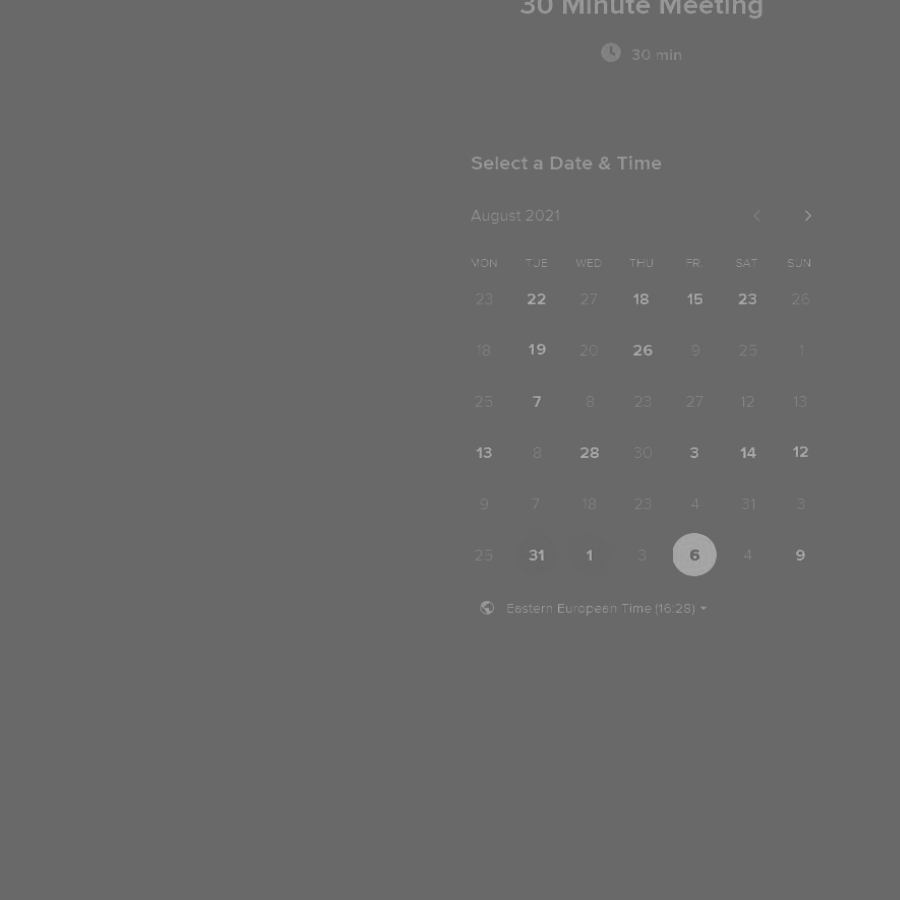 30 Minute Meeting
30 min
Select a Date & Time
August 2021
MON TUE WED THU FRI SAT SUN
23 22 27 18 15 23 26
18 19 20 26 9 25 1
25 7 8 23 27 12 13
13 8 28 30 3 14 12
9 7 18 23 4 31 3
25 31 1 3 6 4 9
Eastern European Time (16:28)